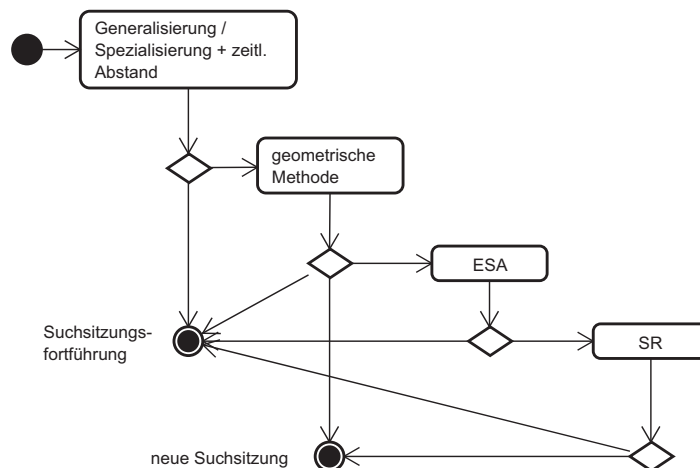 Generalisierung /
Spezialisierung + zeitl.
Abstand
geometrische
Methode
ESA
Suchsitzungs-
fortführung
SR
neue Suchsitzung